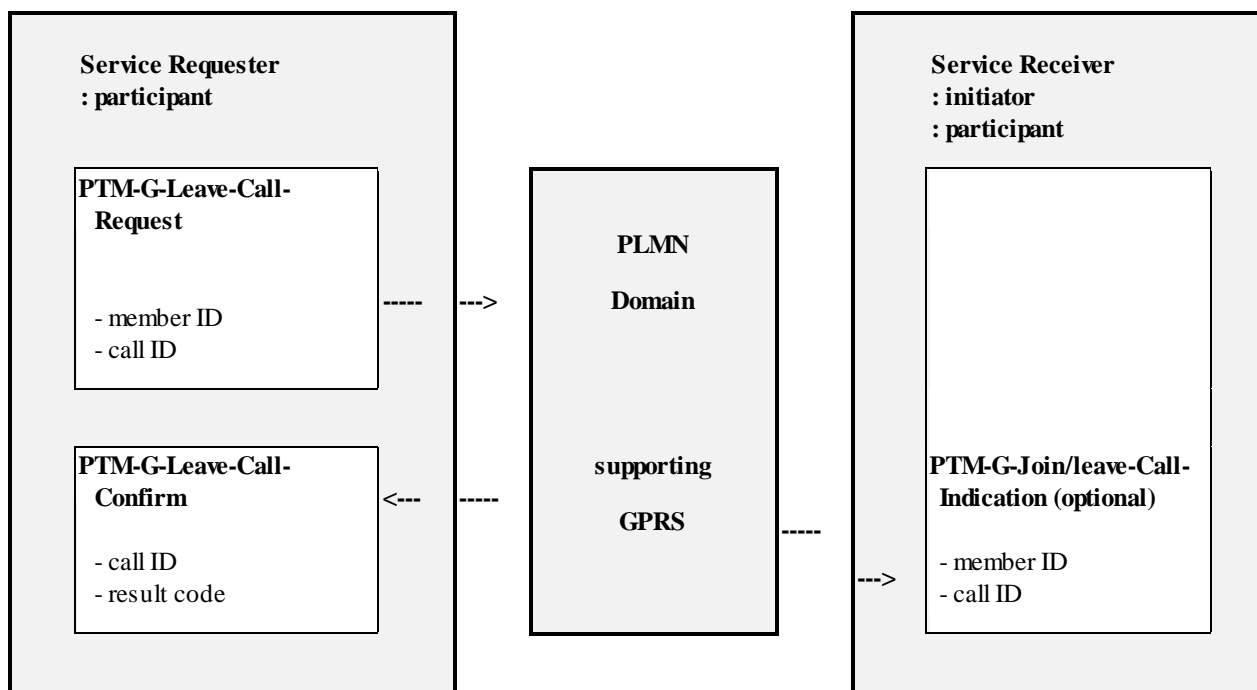 Service Requester
: participant
PTM-G-Leave-Call-
Request
- member ID
- call ID
PTM-G-Leave-Call-
Confirm
- call ID
- result code
----- --->
<--- -----
PLMN
Domain
supporting
GPRS
----- --->
Service Receiver
: initiator
: participant
PTM-G-Join/leave-Call-
Indication (optional)
- member ID
- call ID